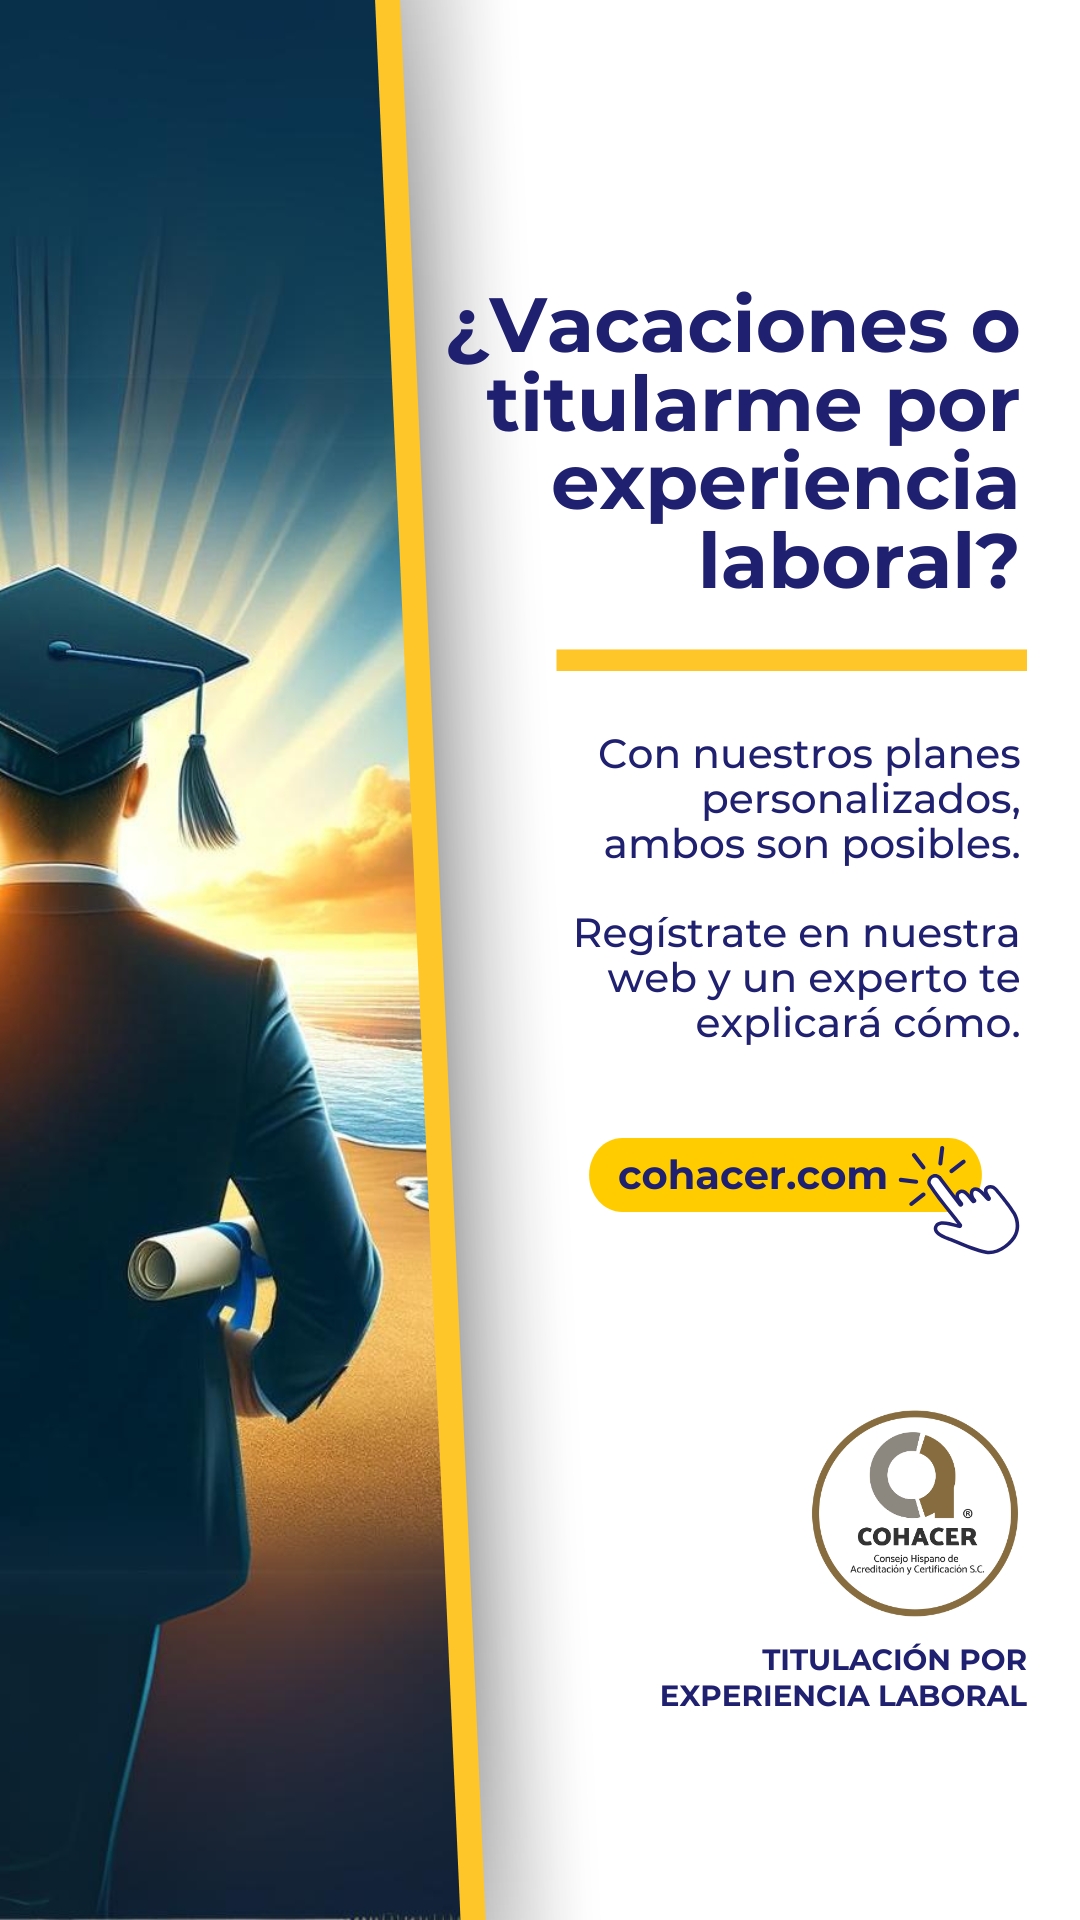 ¿Vacaciones o
titularme por
experiencia
laboral?
Con nuestros planes
personalizados,
ambos son posibles.
Regístrate en nuestra
web y un experto te
explicará cómo.
cohacer.com
®
COHACER
Consejo Hispano de
Acreditación y Certificación S.C.
TITULACIÓN POR
EXPERIENCIA LABORAL